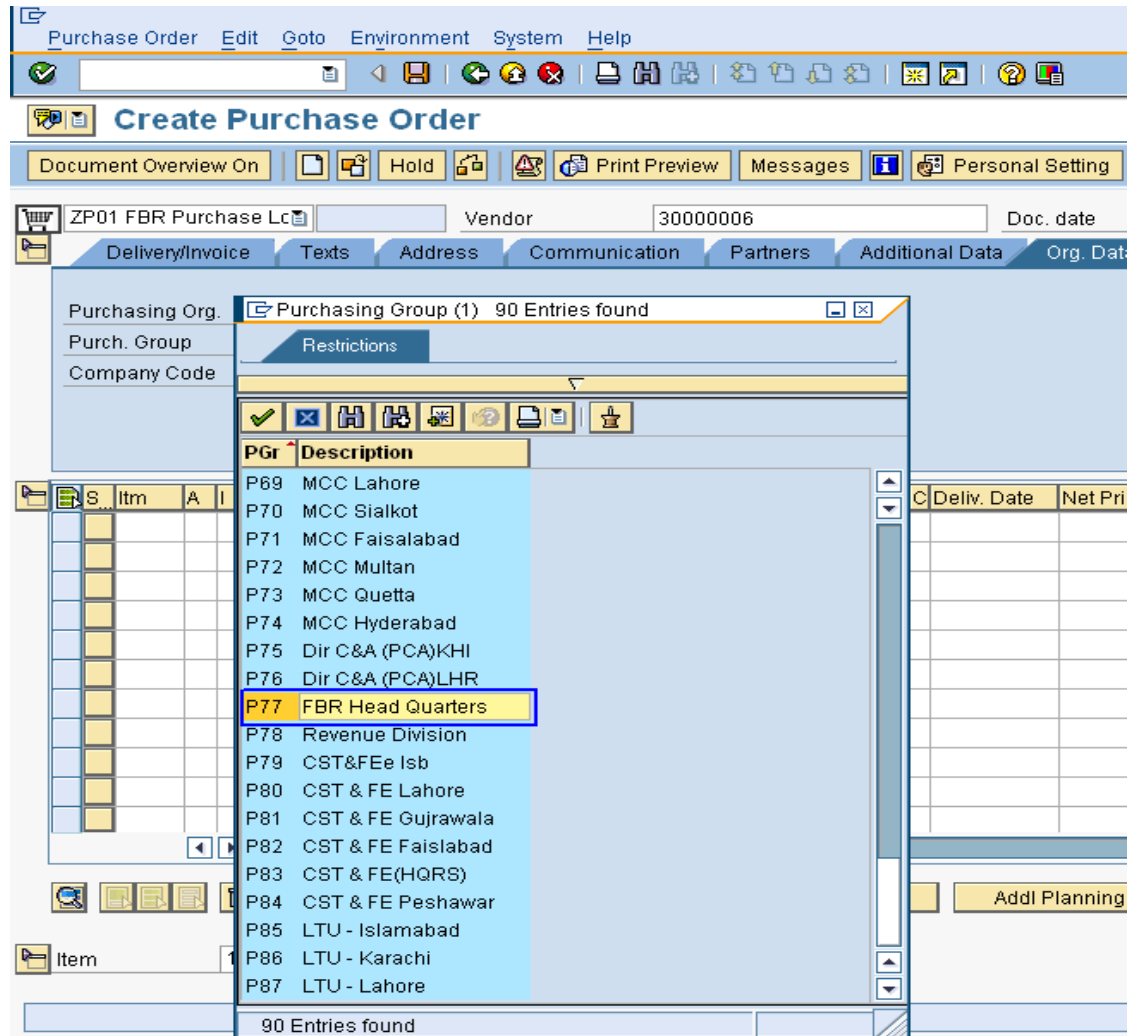 Purchase Order Edit Goto Environment System Help
Create Purchase Order
Document Overview On Hold Print Preview Messages Personal Setting
ZP01 FBR Purchase Lc Vendor 30000006 Doc. date
Delivery/Invoice Texts Address Communication Partners Additional Data Org. Data
Purchasing Org.
Purch. Group
Company Code
Purchasing Group (1) 90 Entries found
Restrictions
PGr Description
P69 MCC Lahore
P70 MCC Sialkot
P71 MCC Faisalabad
P72 MCC Multan
P73 MCC Quetta
P74 MCC Hyderabad
P75 Dir C&A (PCA)KHI
P76 Dir C&A (PCA)LHR
P77 FBR Head Quarters
P78 Revenue Division
P79 CST&FEe Isb
P80 CST & FE Lahore
P81 CST & FE Gujrawala
P82 CST & FE Faislabad
P83 CST & FE(HQRS)
P84 CST & FE Peshawar
P85 LTU - Islamabad
P86 LTU - Karachi
P87 LTU - Lahore
90 Entries found
S... Itm A I C Deliv. Date Net Pri
Addl Planning
Item 1